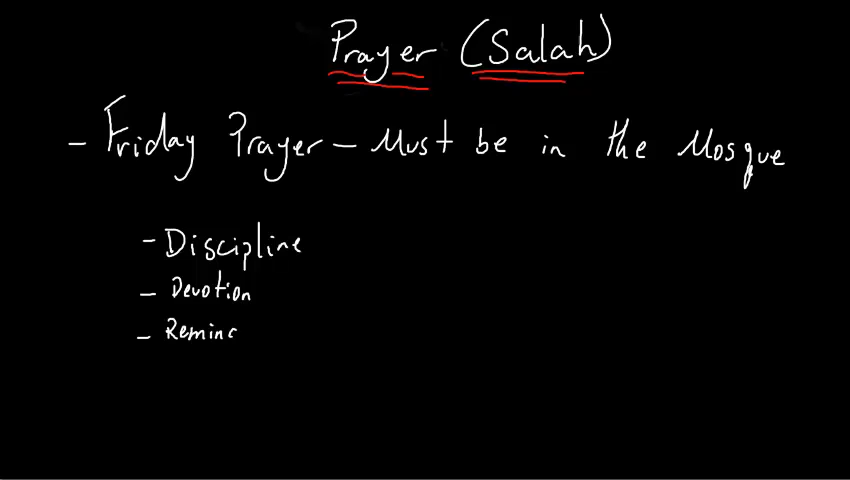 Prayer (Salah)
- Friday Prayer - Must be in the Mosque
- Discipline
- Devotion
- Reminc